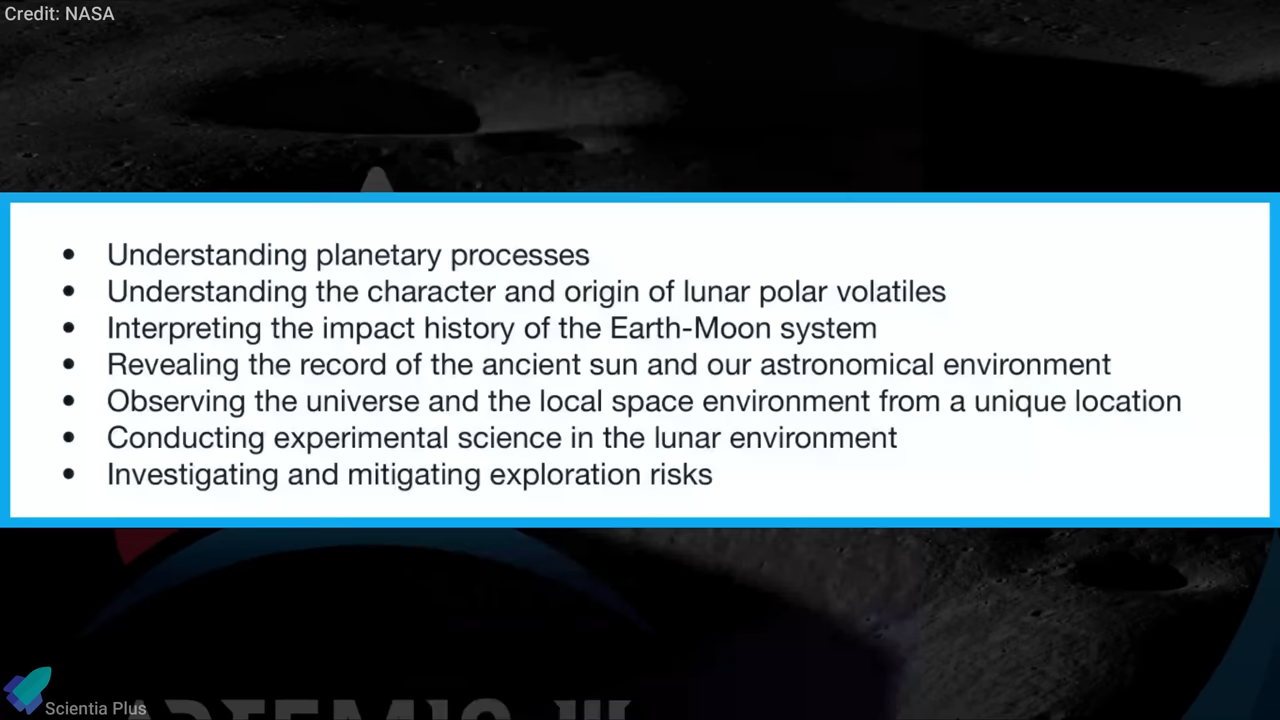 Credit: NASA
• Understanding planetary processes
• Understanding the character and origin of lunar polar volatiles
• Interpreting the impact history of the Earth-Moon system
• Revealing the record of the ancient sun and our astronomical environment
• Observing the universe and the local space environment from a unique location
• Conducting experimental science in the lunar environment
• Investigating and mitigating exploration risks
ARTEMIS III
Scientia Plus